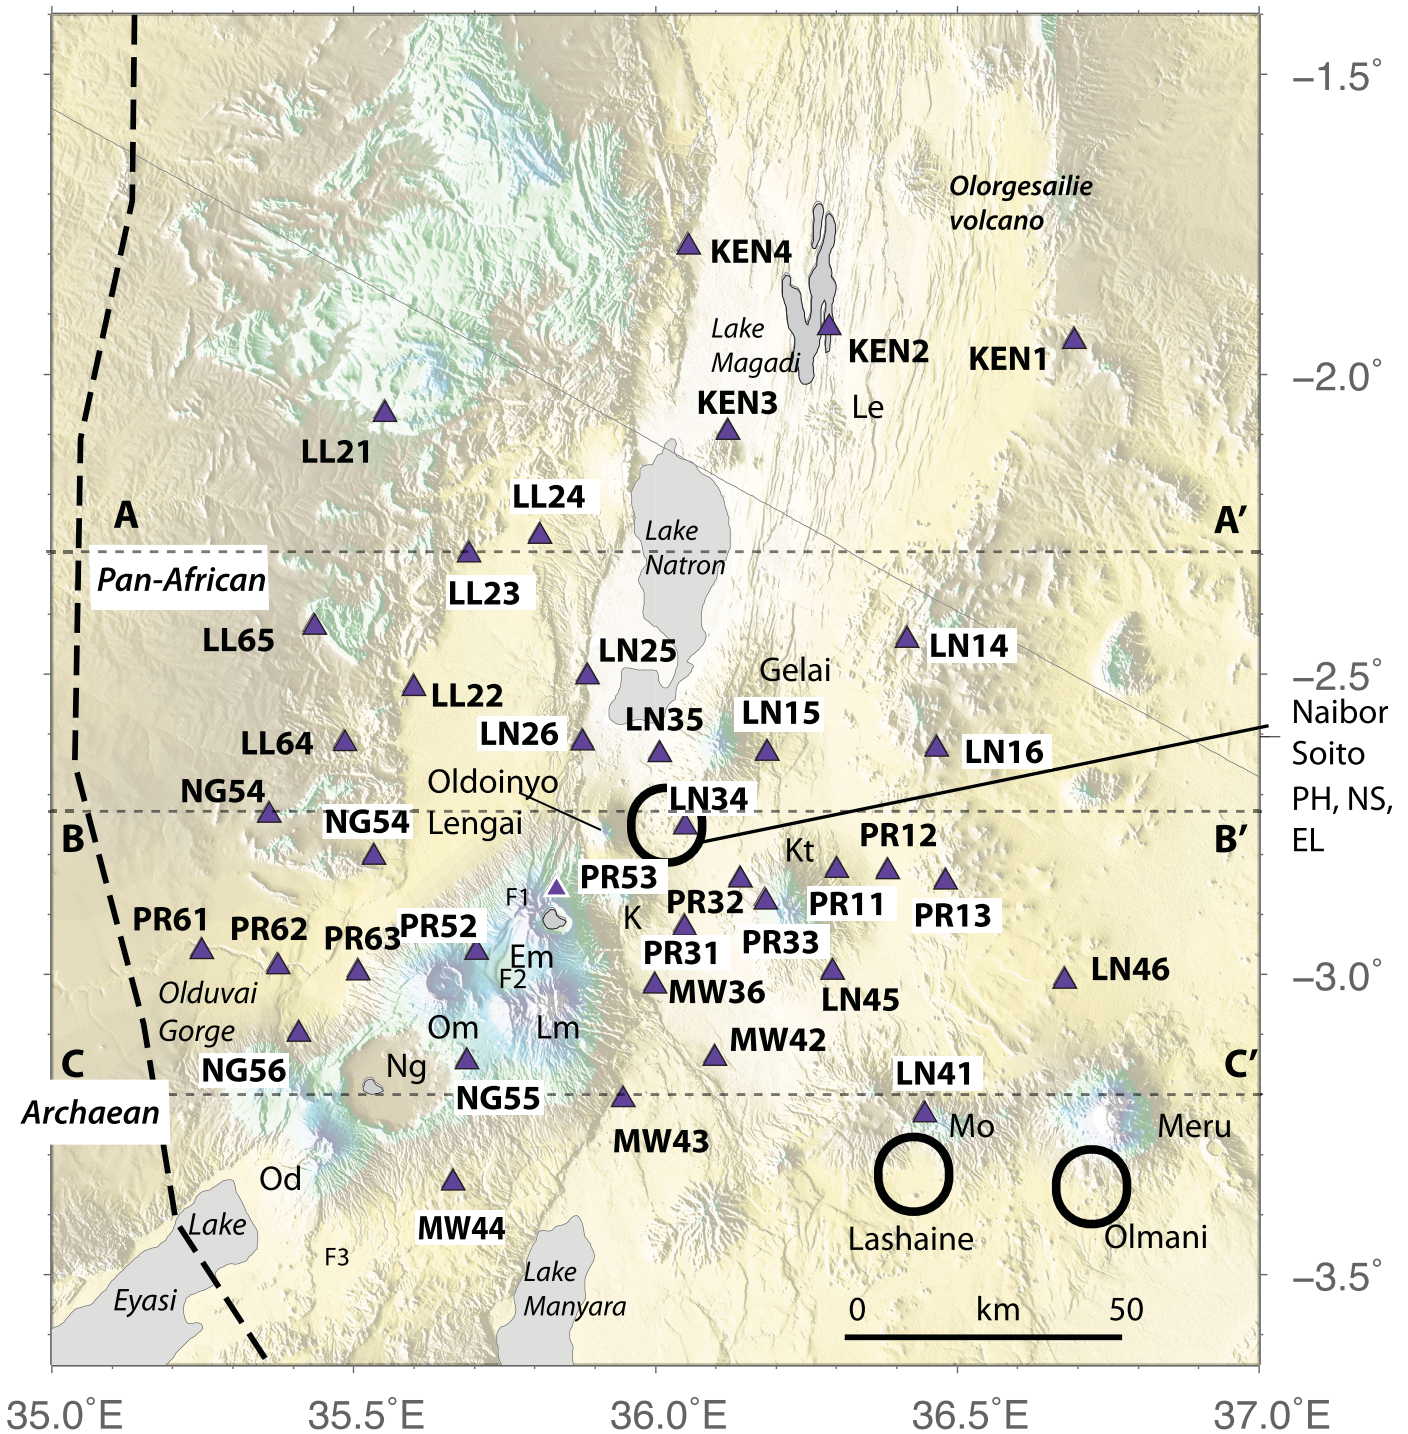 Olorgesailie
volcano
−1.5°
KEN4
Lake
Magadi
KEN2
KEN1
−2.0°
KEN3
Le
LL21
LL24
A
A’
Lake
Natron
Pan-African
LL23
LL65
LN25
LN14
Gelai
−2.5°
LL22
LN35
LN15
Naibor
Soito
PH, NS,
EL
LL64
LN26
LN16
NG54
Oldoinyo
Lengai
LN34
NG54
B
B’
Kt
PR12
PR53
F1
PR32
PR11
PR13
PR61
PR62
PR63
PR52
K
PR33
PR31
Em
F2
−3.0°
LN46
MW36
LN45
Olduvai
Gorge
Om
Lm
MW42
C
C’
NG56
Ng
NG55
LN41
Archaean
Mo
Meru
MW43
Od
MW44
Lake
Eyasi
F3
Lashaine
Olmani
Lake
Manyara
−3.5°
0 km 50
35.0°E 35.5°E 36.0°E 36.5°E 37.0°E